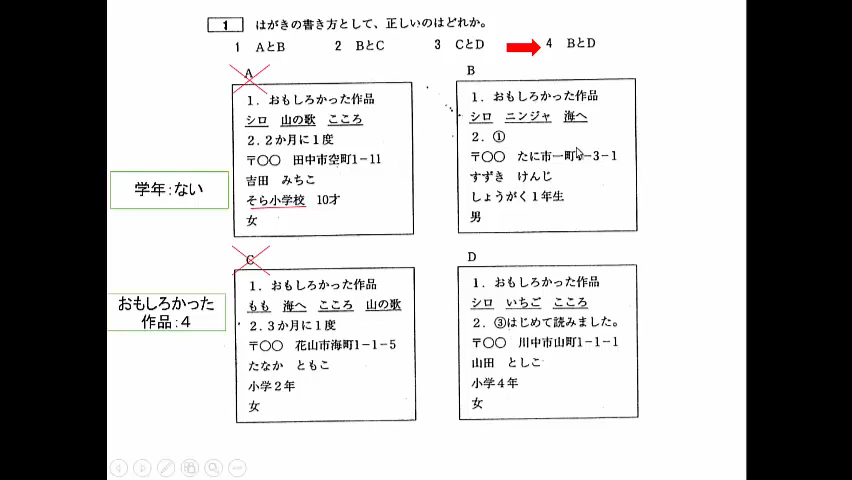 1 はがきの書き方として、正しいのはどれか。
1 AとB 2 BとC 3 CとD 4 BとD
A
1．おもしろかった作品
シロ 山の歌 こころ
2．2か月に1度
〒〇〇 田中市空町1－11
吉田 みちこ
そら小学校 10才
女
学年：ない
B
1．おもしろかった作品
シロ ニンジャ 海へ
2．①
〒〇〇 たに市一町5－3－1
すずき けんじ
しょうがく1年生
男
C
1．おもしろかった作品
もも 海へ こころ 山の歌
2．3か月に1度
〒〇〇 花山市海町1－1－5
たなか ともこ
小学2年
女
おもしろかった
作品：4
D
1．おもしろかった作品
シロ いちご こころ
2．③はじめて読みました。
〒〇〇 川中市山町1－1－1
山田 としこ
小学4年
女